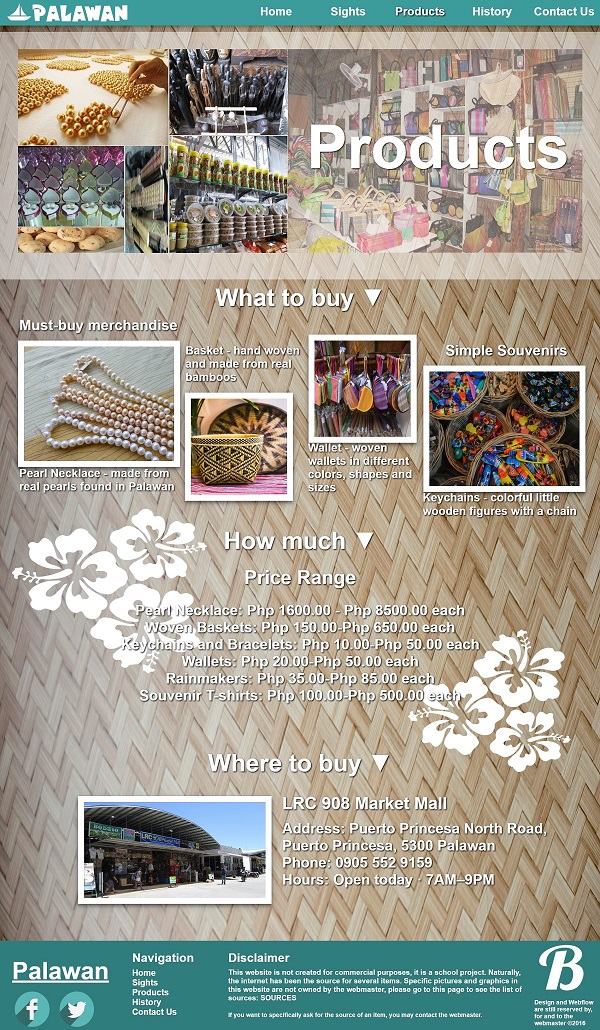 PALAWAN
Home
Sights
Products
History
Contact Us
Products
What to buy ▼
Must-buy merchandise
Pearl Necklace - made from
real pearls found in Palawan
Basket - hand woven
and made from real
bamboos
Wallet - woven
wallets in different
colors, shapes and
sizes
Simple Souvenirs
Keychains - colorful little
wooden figures with a chain
How much ▼
Price Range
Pearl Necklace: Php 1600.00 - Php 8500.00 each
Woven Baskets: Php 150.00-Php 650.00 each
Keychains and Bracelets: Php 10.00-Php 50.00 each
Wallets: Php 20.00-Php 50.00 each
Rainmakers: Php 35.00-Php 85.00 each
Souvenir T-shirts: Php 100.00-Php 500.00 each
Where to buy ▼
LRC 908 Market Mall
Address: Puerto Princesa North Road,
Puerto Princesa, 5300 Palawan
Phone: 0905 552 9159
Hours: Open today · 7AM–9PM
Palawan
f
Navigation
Home
Sights
Products
History
Contact Us
Disclaimer
This website is not created for commercial purposes, it is a school project. Naturally,
the internet has been the source for several items. Specific pictures and graphics in
this website are not owned by the webmaster, please go to this page to see the list of
sources: SOURCES
If you want to specifically ask for the source of an item, you may contact the webmaster.
B
Design and Webflow
are still reserved by,
for and to the
webmaster ©2016